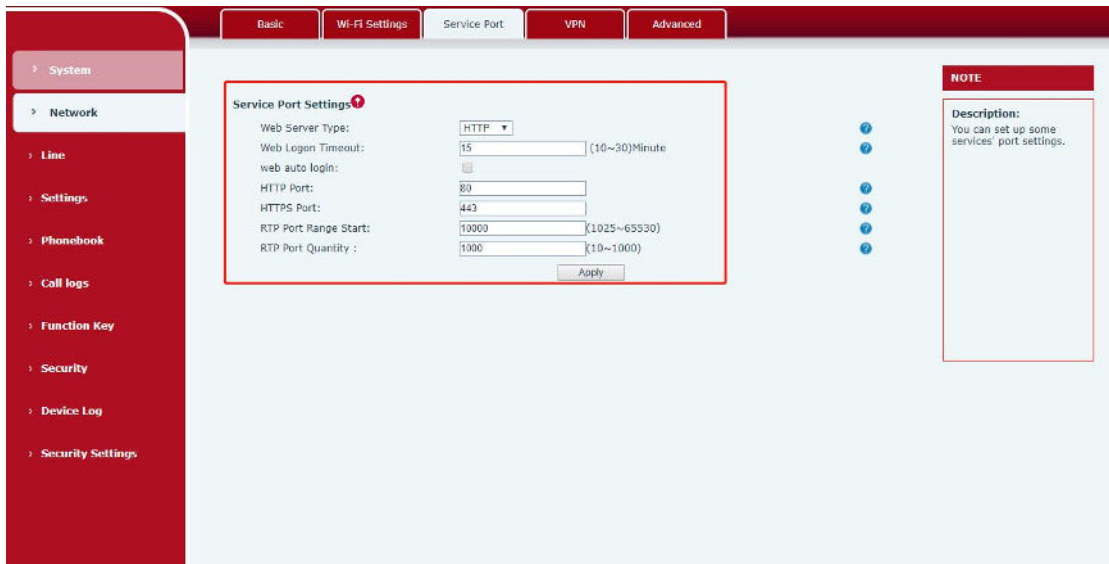 Basic
Wi-Fi Settings
Service Port
VPN
Advanced
› System
› Network
› Line
› Settings
› Phonebook
› Call logs
› Function Key
› Security
› Device Log
› Security Settings
Service Port Settings
Web Server Type: HTTP
Web Logon Timeout: 15 (10~30)Minute
web auto login:
HTTP Port: 80
HTTPS Port: 443
RTP Port Range Start: 10000 (1025~65530)
RTP Port Quantity : 1000 (10~1000)
Apply
NOTE
Description:
You can set up some
services' port settings.